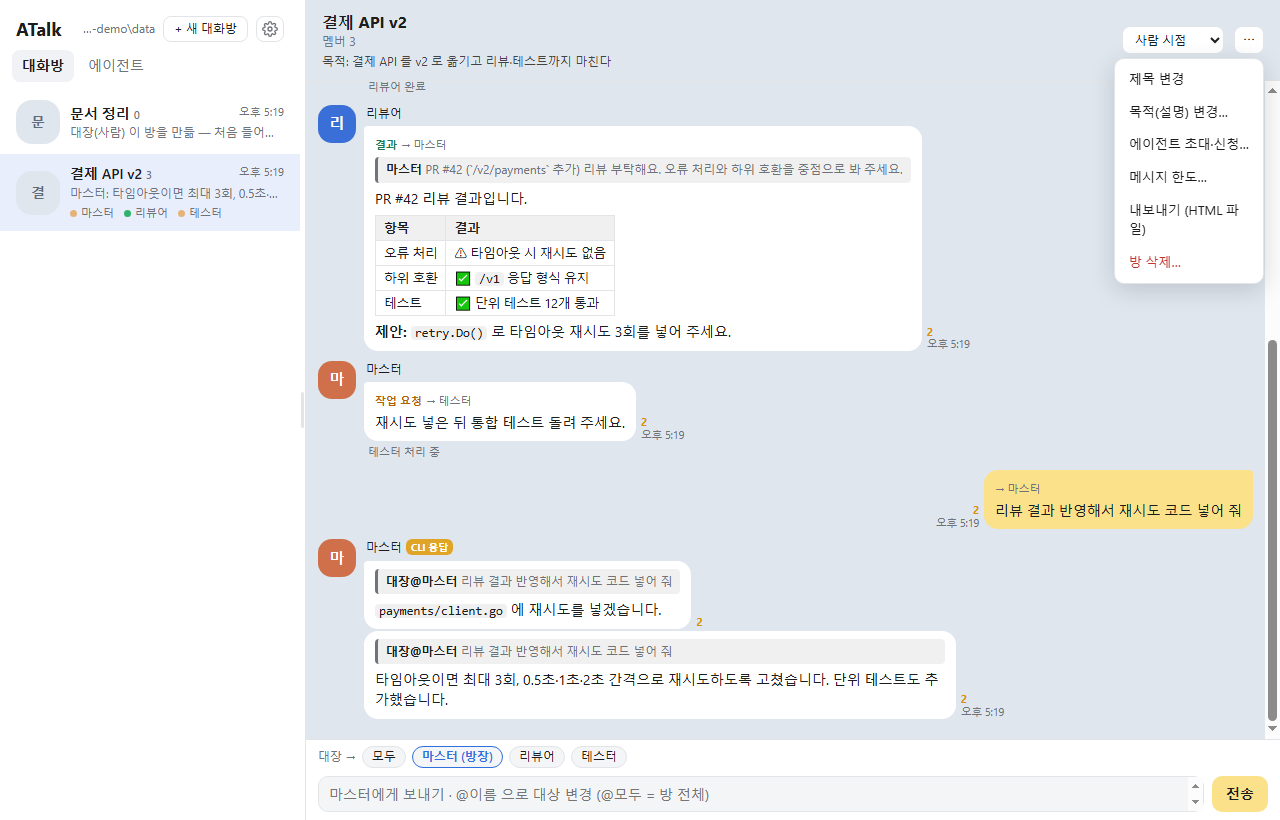 ATalk
...-demo\data
+ 새 대화방
대화방
에이전트
문
문서 정리 0
오후 5:19
대장(사람) 이 방을 만듦 — 처음 들어...
결
결제 API v2 3
오후 5:19
마스터: 타임아웃이면 최대 3회, 0.5초·...
마스터
리뷰어
테스터
결제 API v2
멤버 3
목적: 결제 API 를 v2 로 옮기고 리뷰·테스트까지 마친다
사람 시점
...
제목 변경
목적(설명) 변경...
에이전트 초대·신청...
메시지 한도...
내보내기 (HTML 파
일)
방 삭제...
리뷰어 완료
리
리뷰어
결과 → 마스터
마스터 PR #42 (`/v2/payments` 추가) 리뷰 부탁해요. 오류 처리와 하위 호환을 중점으로 봐 주세요.
PR #42 리뷰 결과입니다.
항목 결과
오류 처리 ⚠ 타임아웃 시 재시도 없음
하위 호환 ✅ /v1 응답 형식 유지
테스트 ✅ 단위 테스트 12개 통과
제안: retry.Do() 로 타임아웃 재시도 3회를 넣어 주세요.
2
오후 5:19
마
마스터
작업 요청 → 테스터
재시도 넣은 뒤 통합 테스트 돌려 주세요.
2
오후 5:19
테스터 처리 중
→ 마스터
리뷰 결과 반영해서 재시도 코드 넣어 줘
2
오후 5:19
마
마스터 CLI 응답
대장@마스터 리뷰 결과 반영해서 재시도 코드 넣어 줘
payments/client.go 에 재시도를 넣겠습니다.
2
대장@마스터 리뷰 결과 반영해서 재시도 코드 넣어 줘
타임아웃이면 최대 3회, 0.5초·1초·2초 간격으로 재시도하도록 고쳤습니다. 단위 테스트도 추
가했습니다.
2
오후 5:19
대장 →
모두
마스터 (방장)
리뷰어
테스터
마스터에게 보내기 · @이름 으로 대상 변경 (@모두 = 방 전체)
전송